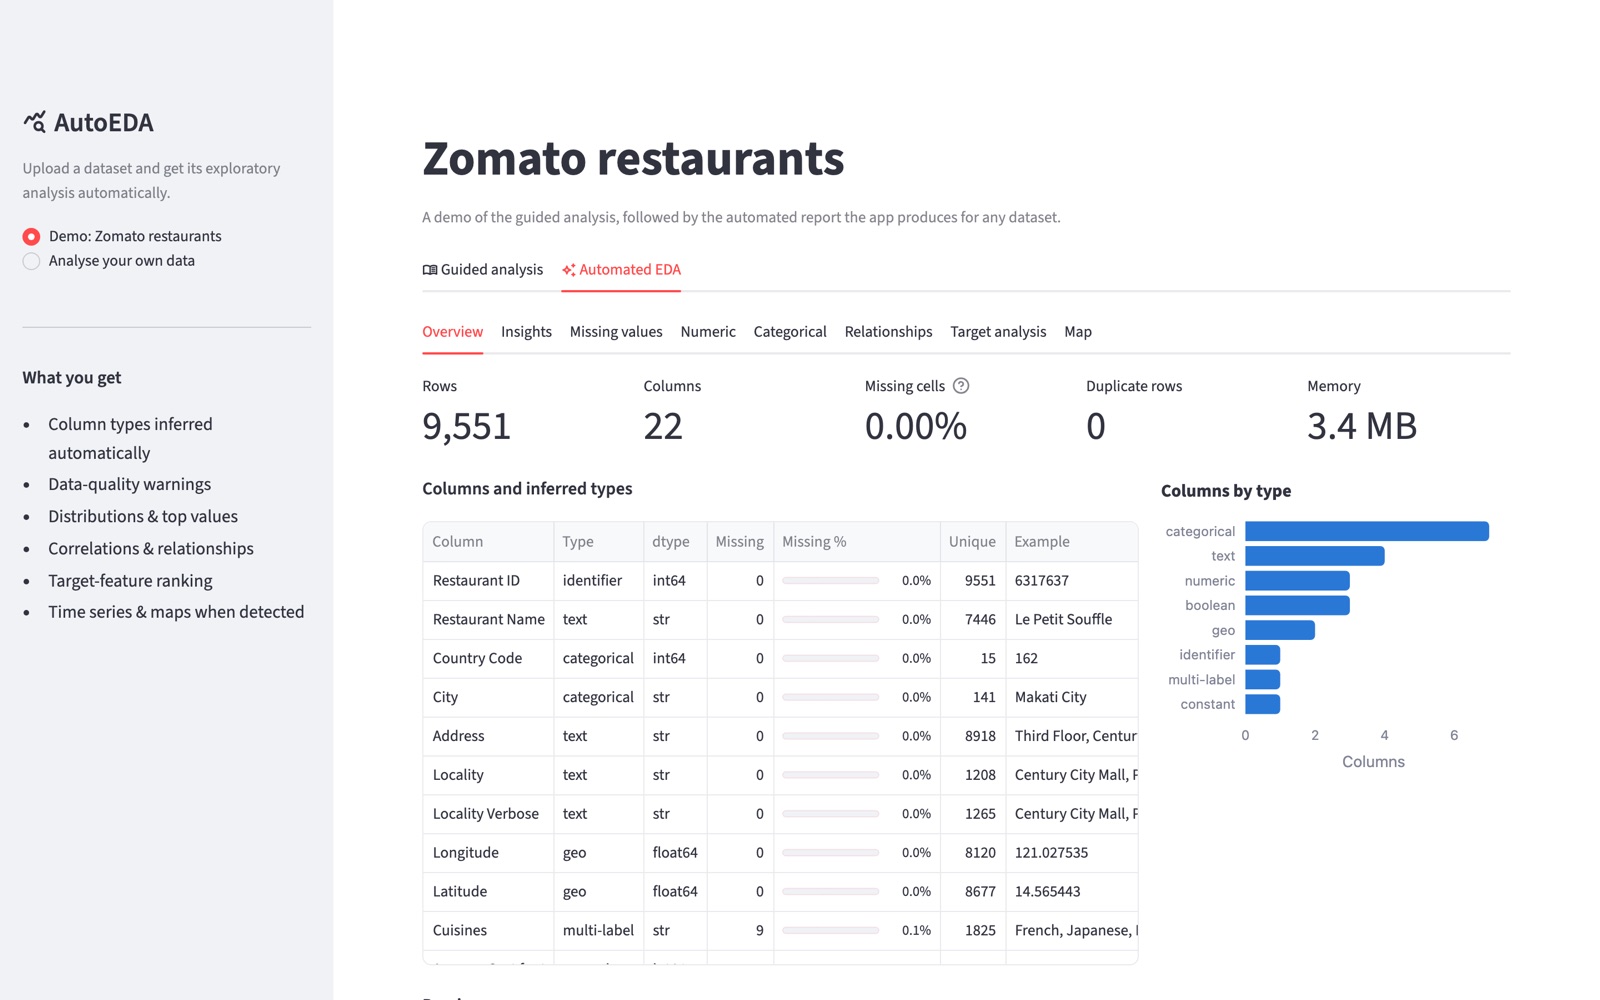 AutoEDA
Upload a dataset and get its exploratory
analysis automatically.
Demo: Zomato restaurants
Analyse your own data
What you get
• Column types inferred
automatically
• Data-quality warnings
• Distributions & top values
• Correlations & relationships
• Target-feature ranking
• Time series & maps when detected
Zomato restaurants
A demo of the guided analysis, followed by the automated report the app produces for any dataset.
Guided analysis Automated EDA
Overview Insights Missing values Numeric Categorical Relationships Target analysis Map
Rows Columns Missing cells ? Duplicate rows Memory
9,551 22 0.00% 0 3.4 MB
Columns and inferred types
Column Type dtype Missing Missing % Unique Example
Restaurant ID identifier int64 0 0.0% 9551 6317637
Restaurant Name text str 0 0.0% 7446 Le Petit Souffle
Country Code categorical int64 0 0.0% 15 162
City categorical str 0 0.0% 141 Makati City
Address text str 0 0.0% 8918 Third Floor, Centur
Locality text str 0 0.0% 1208 Century City Mall,
Locality Verbose text str 0 0.0% 1265 Century City Mall,
Longitude geo float64 0 0.0% 8120 121.027535
Latitude geo float64 0 0.0% 8677 14.565443
Cuisines multi-label str 9 0.1% 1825 French, Japanese,
Columns by type
categorical
text
numeric
boolean
geo
identifier
multi-label
constant
0 2 4 6
Columns